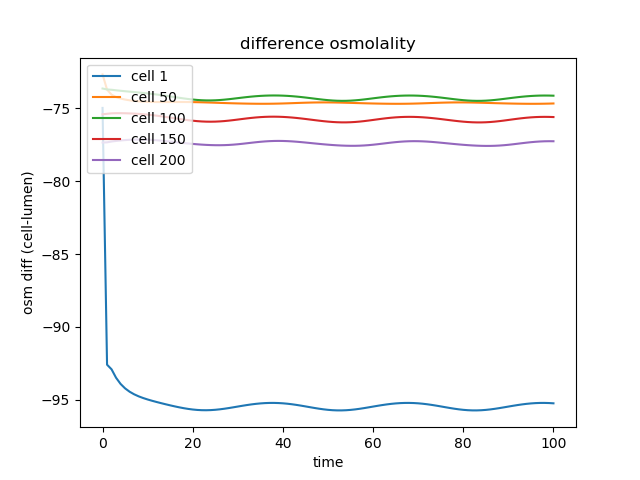 difference osmolality
cell 1
cell 50
cell 100
cell 150
cell 200
osm diff (cell-lumen)
−75
−80
−85
−90
−95
0 20 40 60 80 100
time